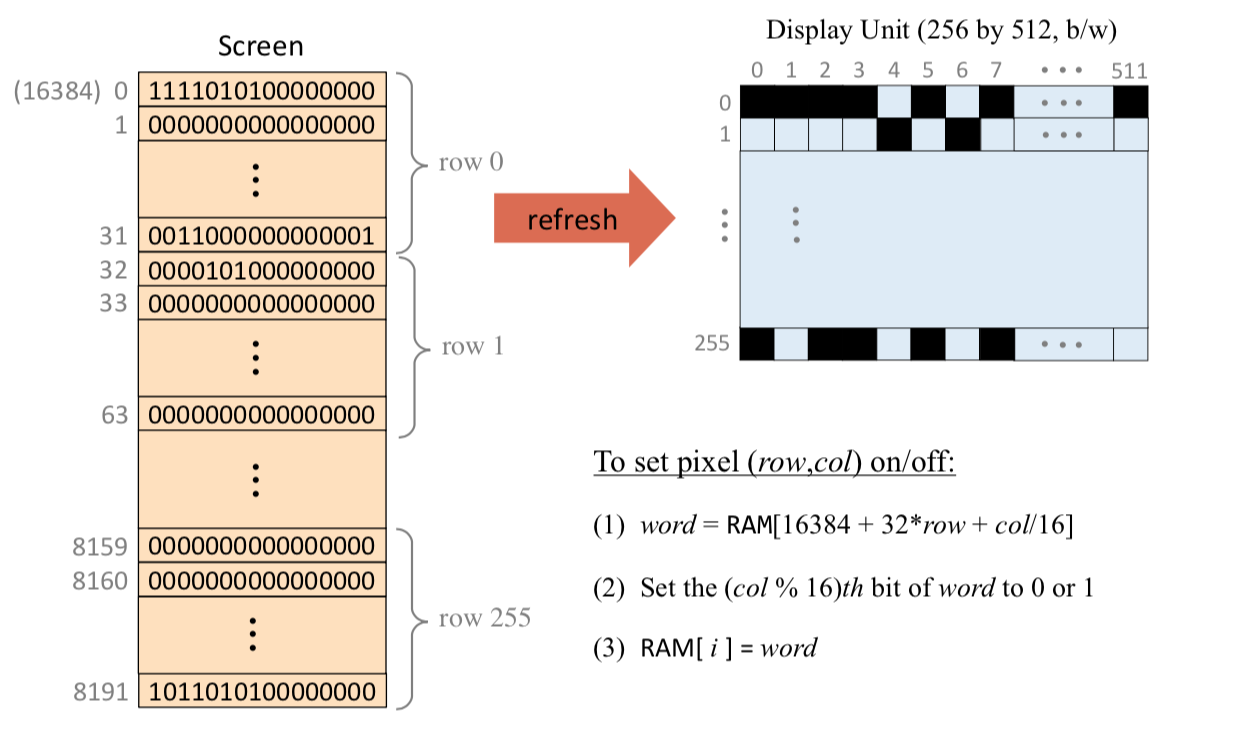 Screen
(16384) 0 1111010100000000
1 0000000000000000
⋮
31 0011000000000001
32 0000101000000000
33 0000000000000000
⋮
63 0000000000000000
⋮
8159 0000000000000000
8160 0000000000000000
⋮
8191 1011010100000000
row 0
row 1
row 255
refresh
Display Unit (256 by 512, b/w)
0 1 2 3 4 5 6 7 • • • 511
0 • • •
1 • • •
⋮ ⋮
255 • • •
To set pixel (row,col) on/off:
(1) word = RAM[16384 + 32*row + col/16]
(2) Set the (col % 16)th bit of word to 0 or 1
(3) RAM[ i ] = word